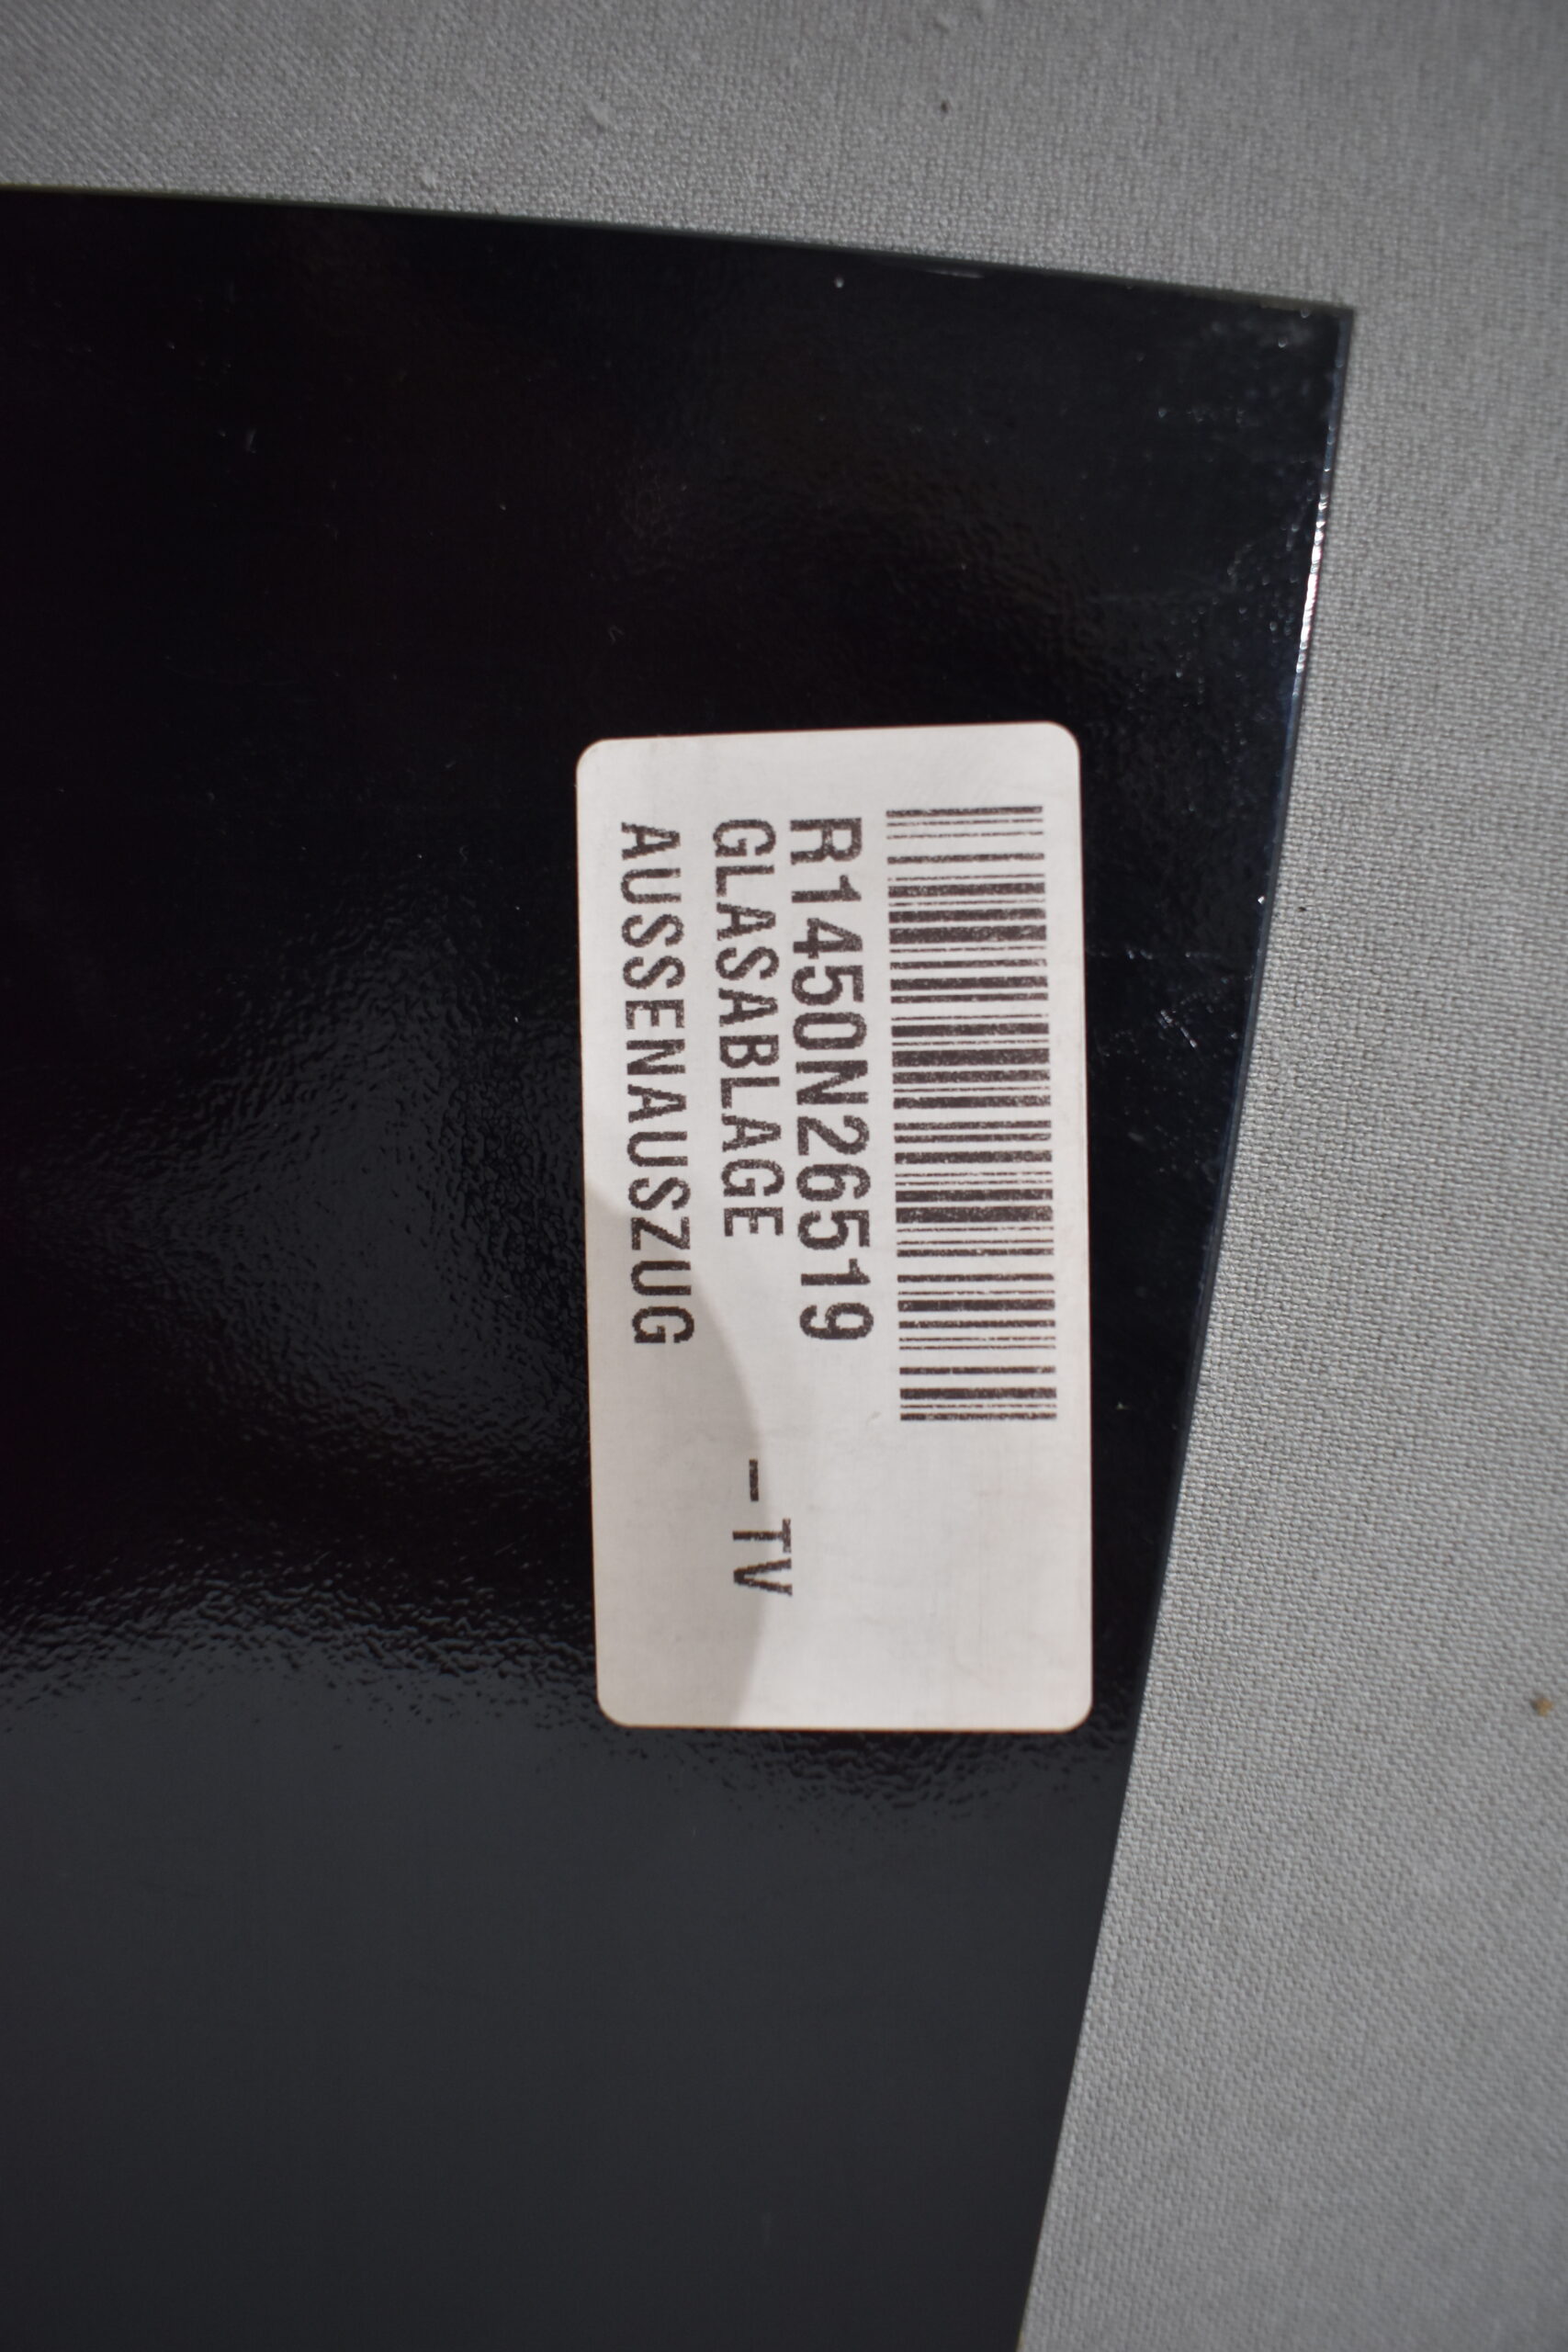 R1450N26519
GLASABLAGE – TV
AUSSENAUSZUG